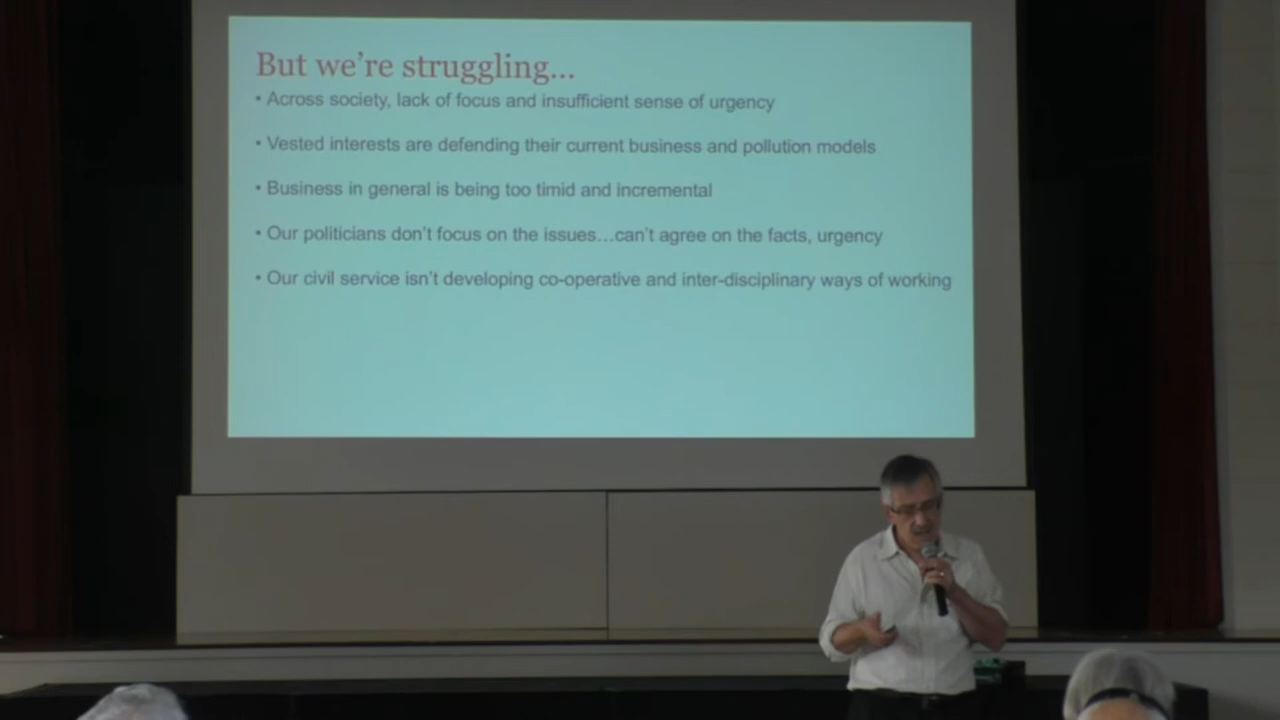 But we're struggling...
• Across society, lack of focus and insufficient sense of urgency
• Vested interests are defending their current business and pollution models
• Business in general is being too timid and incremental
• Our politicians don't focus on the issues...can't agree on the facts, urgency
• Our civil service isn't developing co-operative and inter-disciplinary ways of working